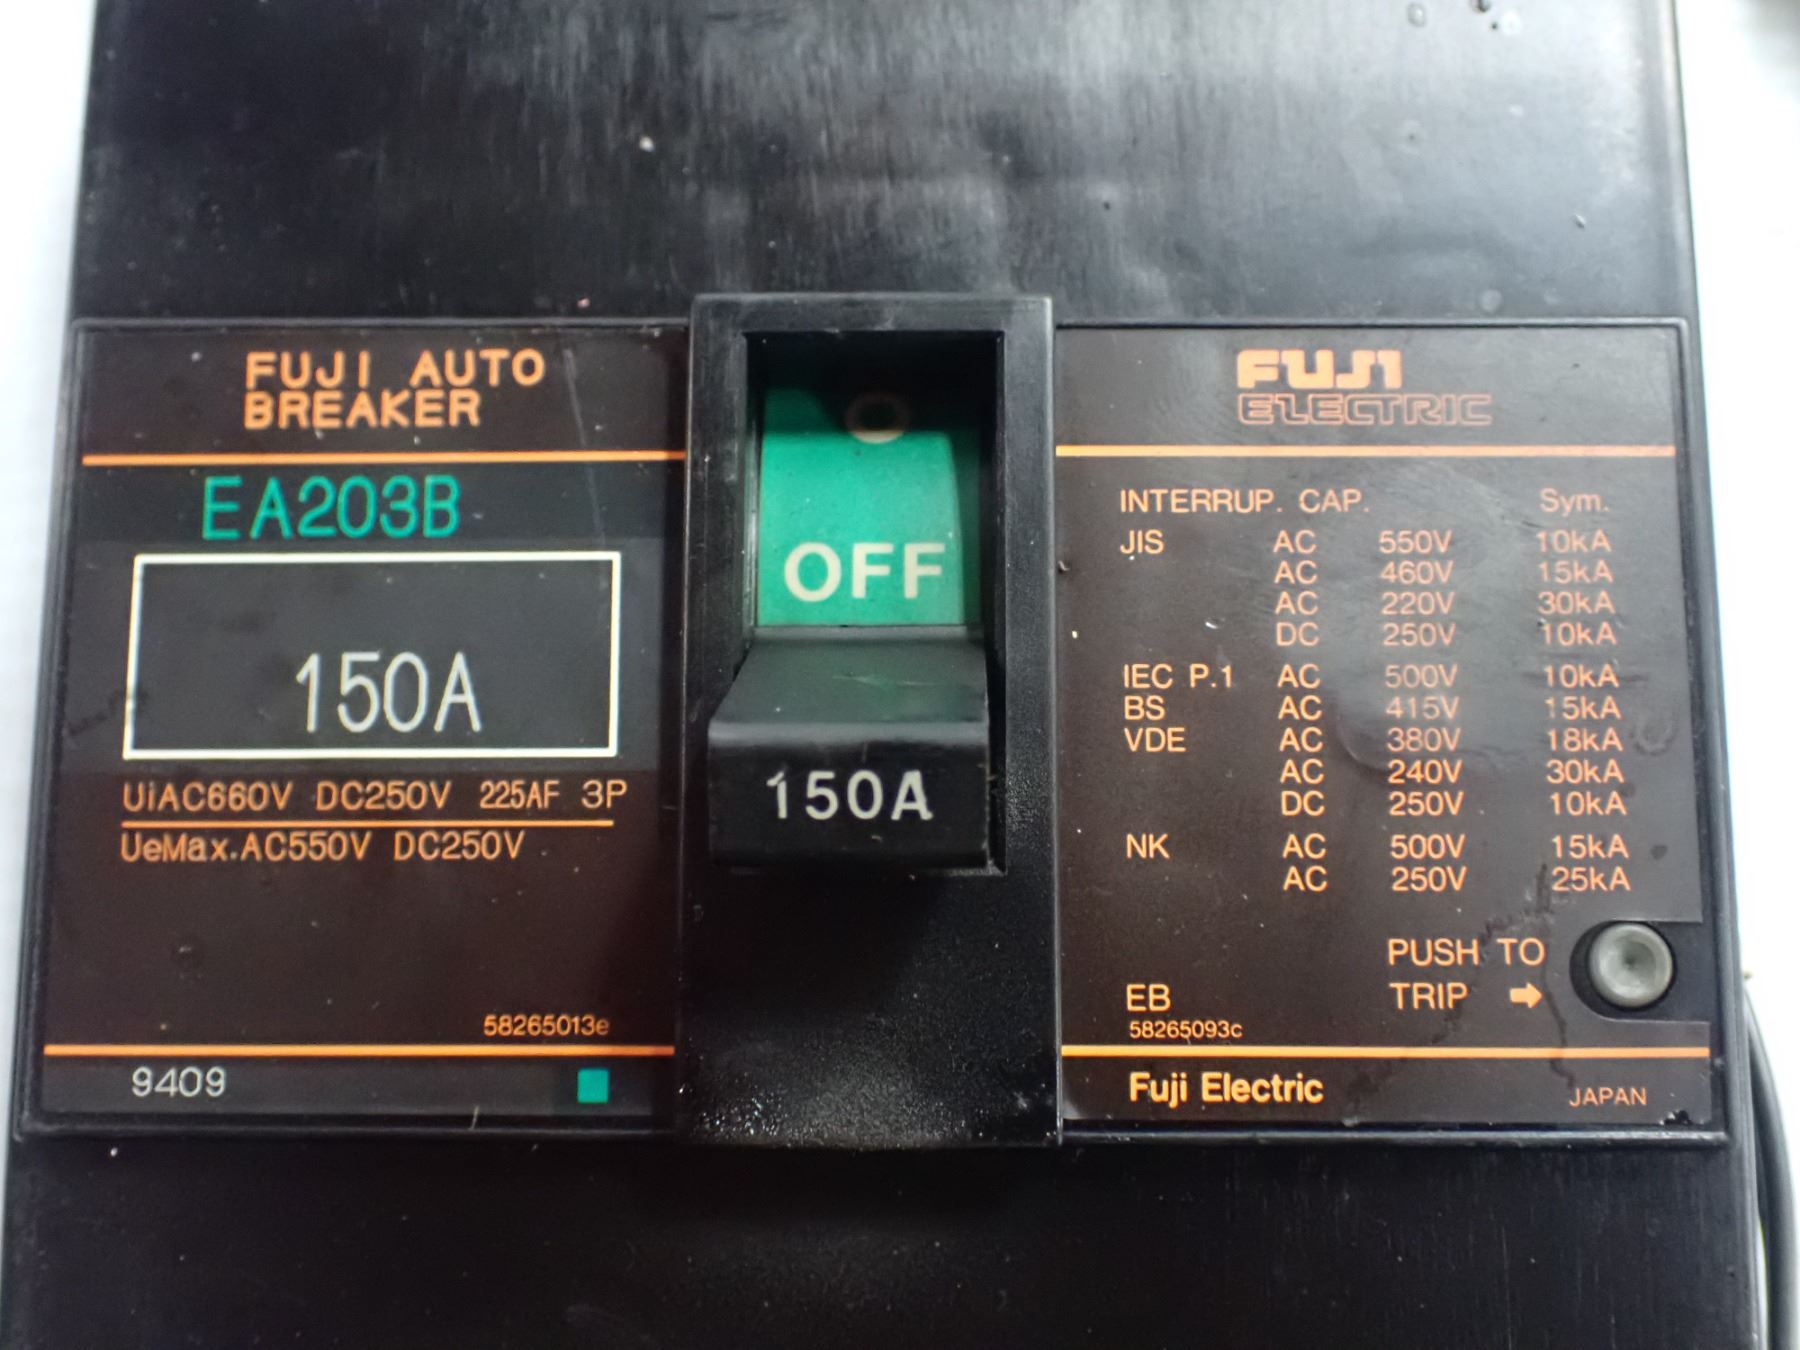 FUJI AUTO
BREAKER
EA203B
150A
UiAC660V DC250V 225AF 3P
UeMax.AC550V DC250V
58265013e
9409
OFF
150A
FUJI
ELECTRIC
INTERRUP. CAP. Sym.
JIS AC 550V 10kA
AC 460V 15kA
AC 220V 30kA
DC 250V 10kA
IEC P.1 AC 500V 10kA
BS AC 415V 15kA
VDE AC 380V 18kA
AC 240V 30kA
DC 250V 10kA
NK AC 500V 15kA
AC 250V 25kA
PUSH TO
TRIP ➡
EB
58265093c
Fuji Electric
JAPAN